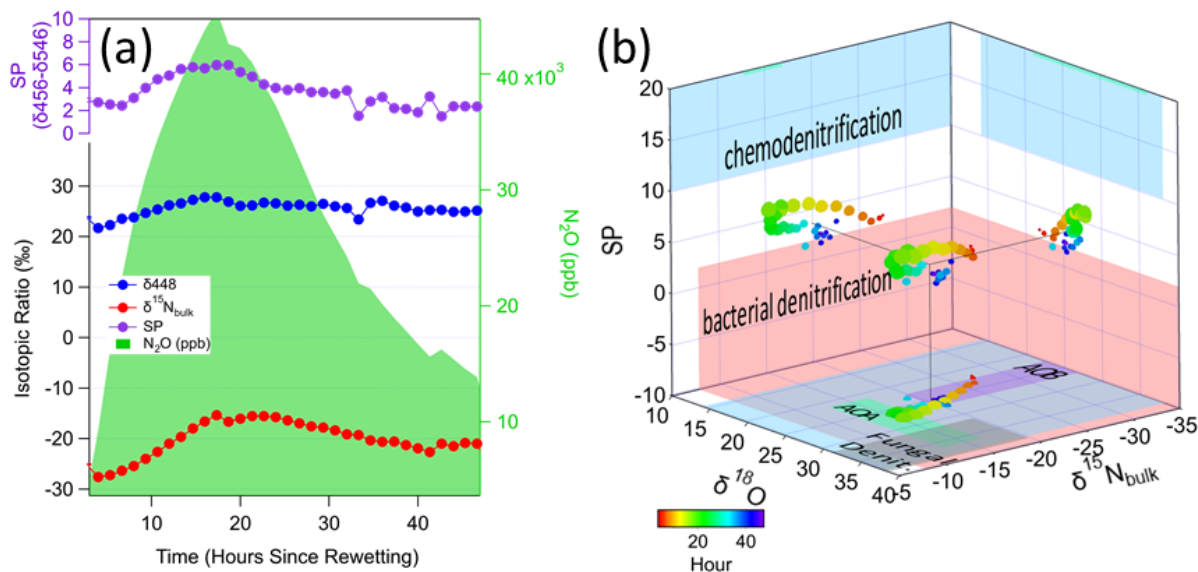 (a)
10
8
6
4
2
0
SP
(δ456-δ546)
40 x10³
30
20
10
N₂O (ppb)
30
20
10
0
-10
-20
-30
Isotopic Ratio (‰)
δ448
δ¹⁵Nbulk
SP
N₂O (ppb)
10
20
30
40
Time (Hours Since Rewetting)
(b)
20
15
10
5
0
-5
-10
SP
chemodenitrification
bacterial denitrification
AOB
AOA
Fungal
Denit.
10
15
20
25
30
35
40
δ ¹⁸O
-5
-10
-15
-20
-25
-30
-35
δ¹⁵Nbulk
20
40
Hour